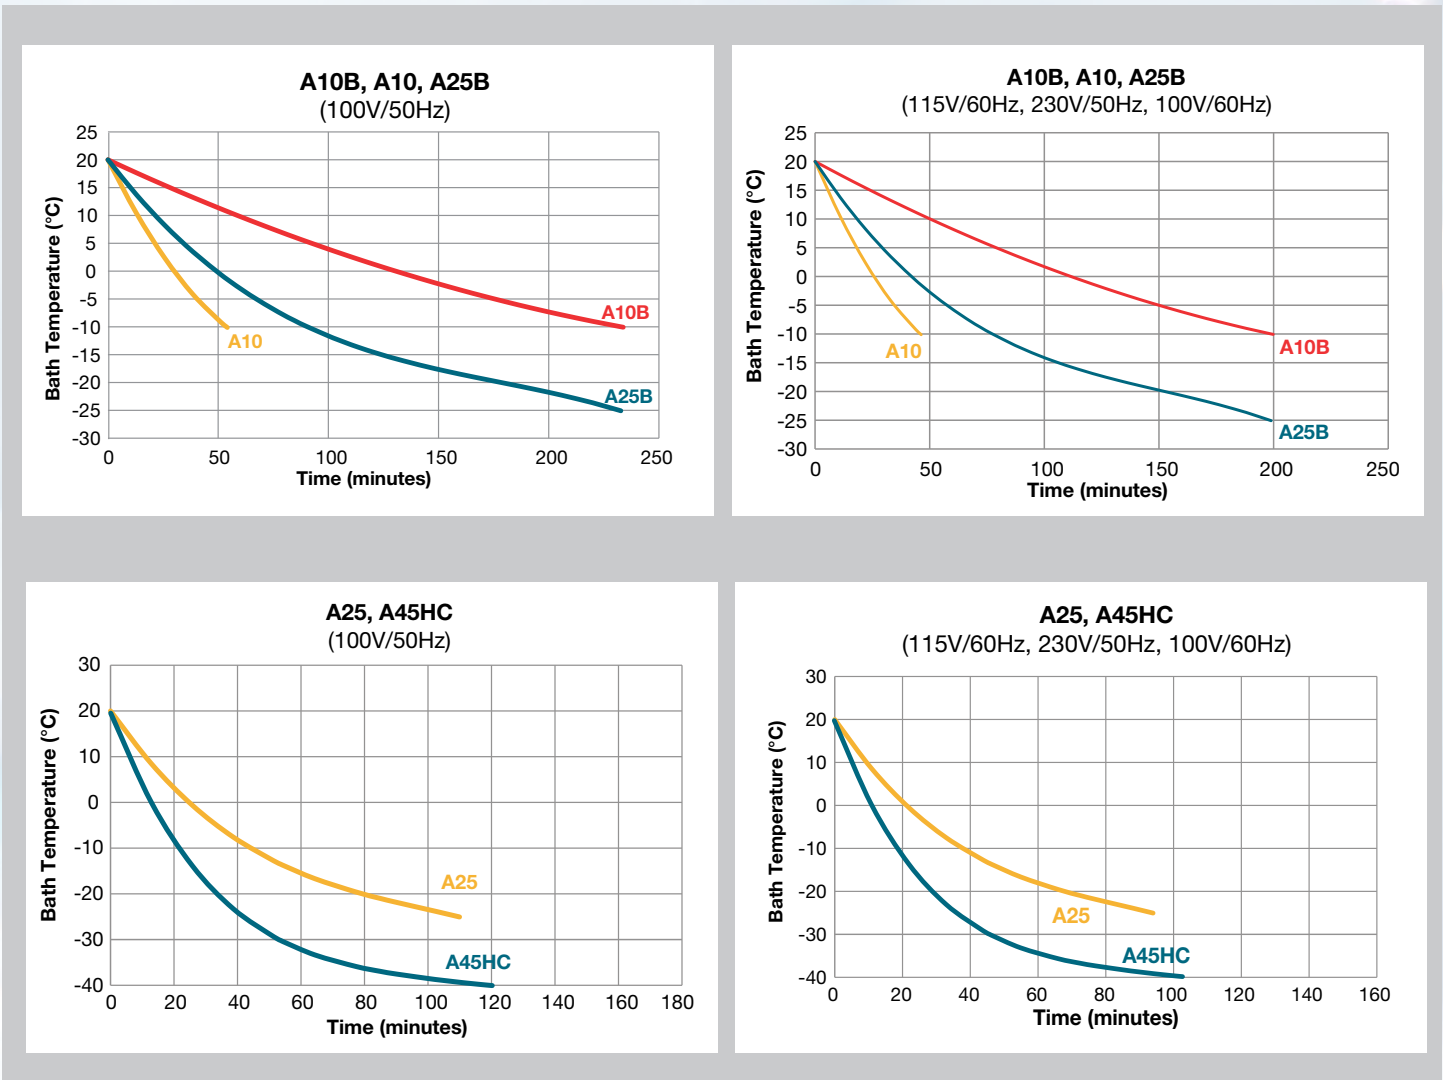 A10B, A10, A25B
(100V/50Hz)
25
20
15
10
5
0
-5
-10
-15
-20
-25
-30
Bath Temperature (°C)
A10B
A10
A25B
0 50 100 150 200 250
Time (minutes)
A10B, A10, A25B
(115V/60Hz, 230V/50Hz, 100V/60Hz)
25
20
15
10
5
0
-5
-10
-15
-20
-25
-30
Bath Temperature (°C)
A10
A10B
A25B
0 50 100 150 200 250
Time (minutes)
A25, A45HC
(100V/50Hz)
30
20
10
0
-10
-20
-30
-40
Bath Temperature (°C)
A25
A45HC
0 20 40 60 80 100 120 140 160 180
Time (minutes)
A25, A45HC
(115V/60Hz, 230V/50Hz, 100V/60Hz)
30
20
10
0
-10
-20
-30
-40
Bath Temperature (°C)
A25
A45HC
0 20 40 60 80 100 120 140 160
Time (minutes)